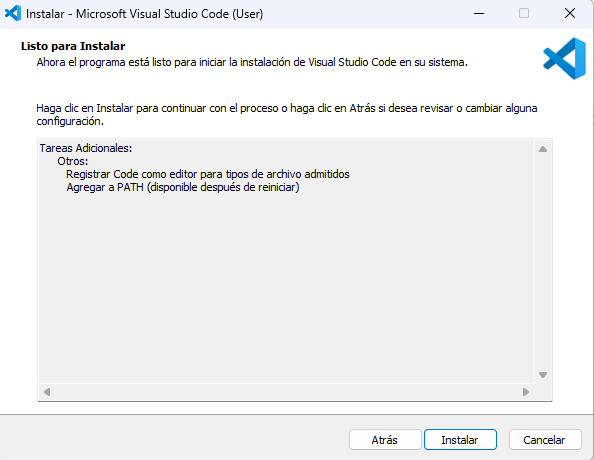 Instalar - Microsoft Visual Studio Code (User)
Listo para Instalar
Ahora el programa está listo para iniciar la instalación de Visual Studio Code en su sistema.
Haga clic en Instalar para continuar con el proceso o haga clic en Atrás si desea revisar o cambiar alguna
configuración.
Tareas Adicionales:
Otros:
Registrar Code como editor para tipos de archivo admitidos
Agregar a PATH (disponible después de reiniciar)
Atrás
Instalar
Cancelar